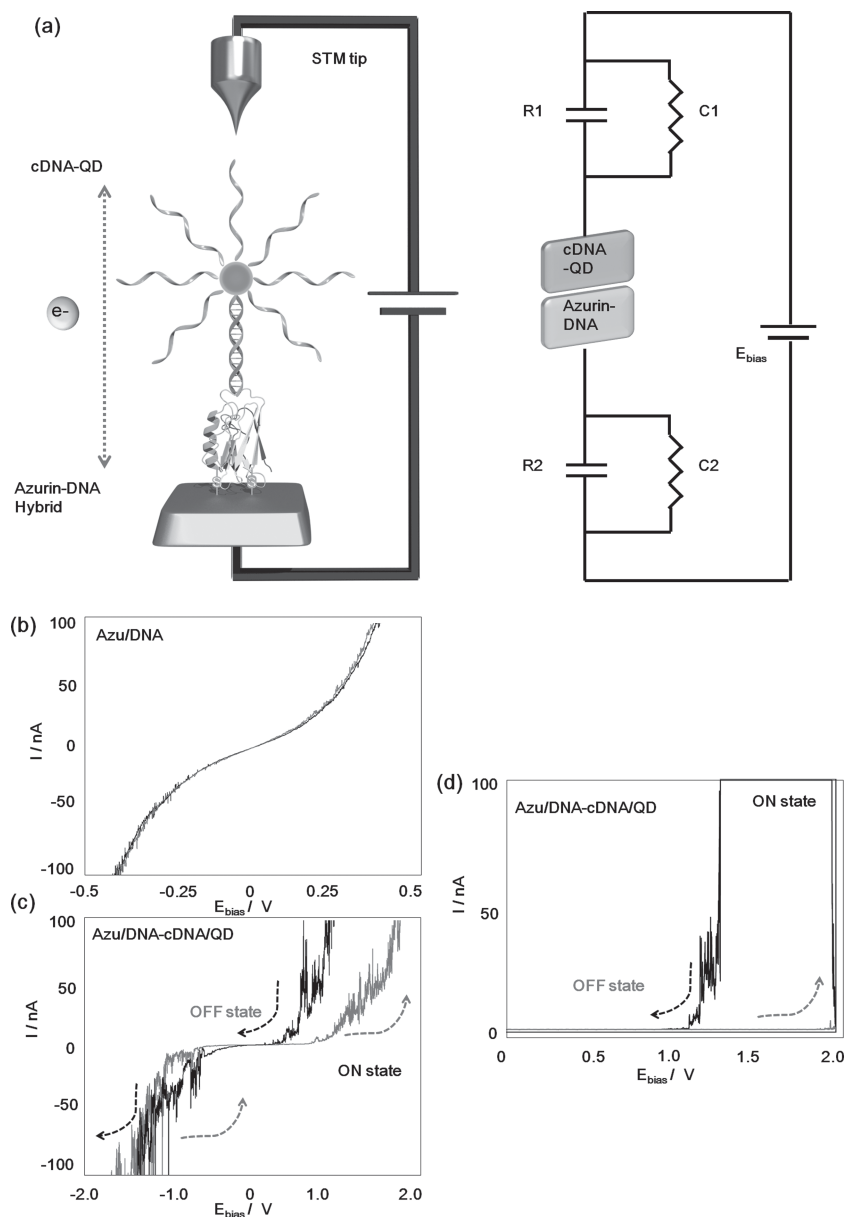 (a)
STM tip
cDNA-QD
e-
Azurin-DNA
Hybrid
R1
C1
cDNA
-QD
Azurin-
DNA
E_bias
R2
C2
(b)
Azu/DNA
I / nA
100
50
0
-50
-100
-0.5
-0.25
0
0.25
0.5
E_bias / V
(c)
Azu/DNA-cDNA/QD
OFF state
ON state
I / nA
100
50
0
-50
-100
-2.0
-1.0
0
1.0
2.0
E_bias / V
(d)
Azu/DNA-cDNA/QD
ON state
OFF state
I / nA
100
50
0
0
0.5
1.0
1.5
2.0
E_bias / V